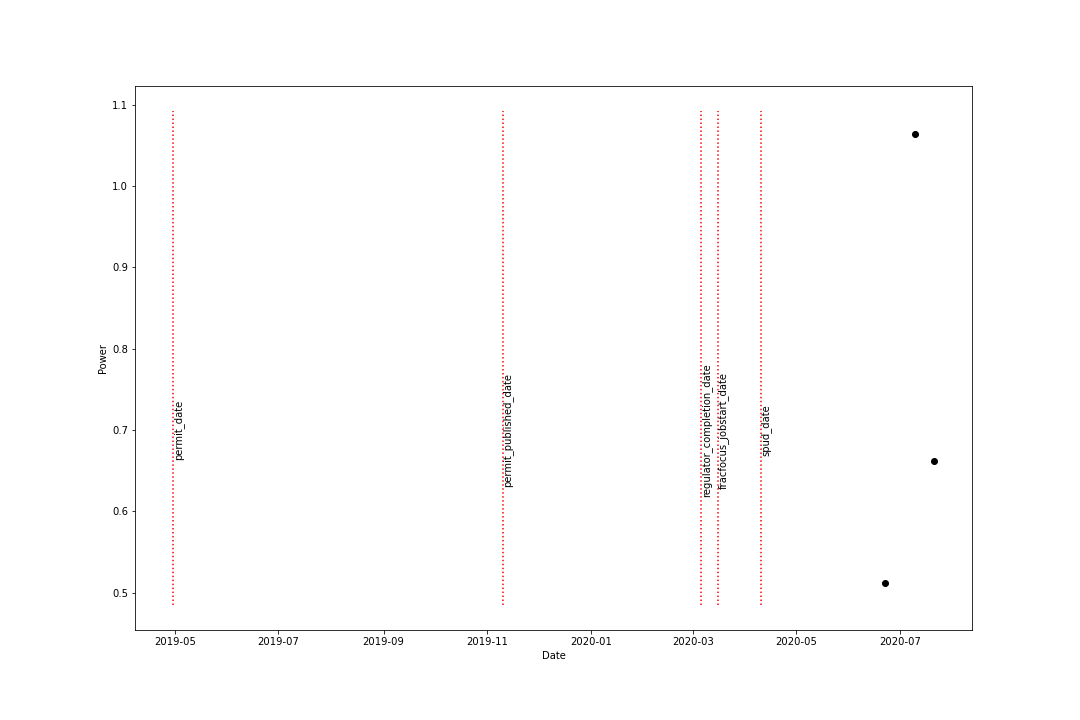 1.1
1.0
0.9
0.8
0.7
0.6
0.5
Power
permit_date
permit_published_date
regulator_completion_date
fracfocus_jobstart_date
spud_date
2019-05 2019-07 2019-09 2019-11 2020-01 2020-03 2020-05 2020-07
Date